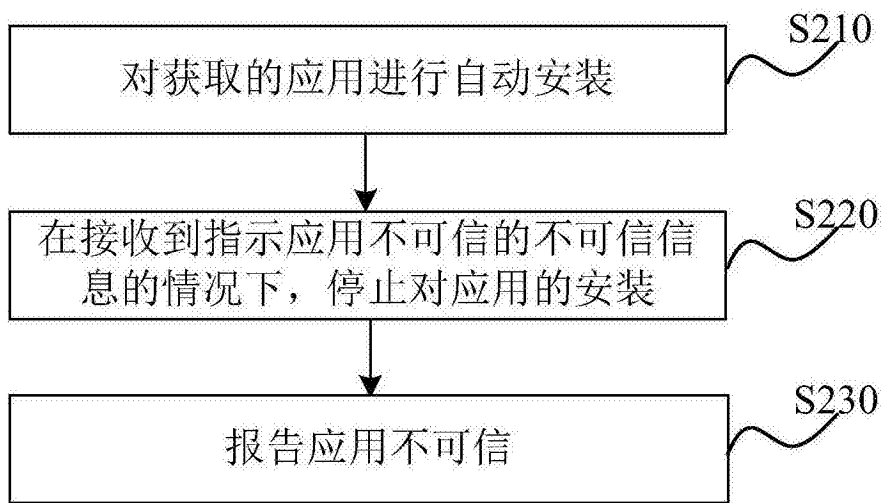 S210
对获取的应用进行自动安装
S220
在接收到指示应用不可信的不可信信
息的情况下，停止对应用的安装
S230
报告应用不可信